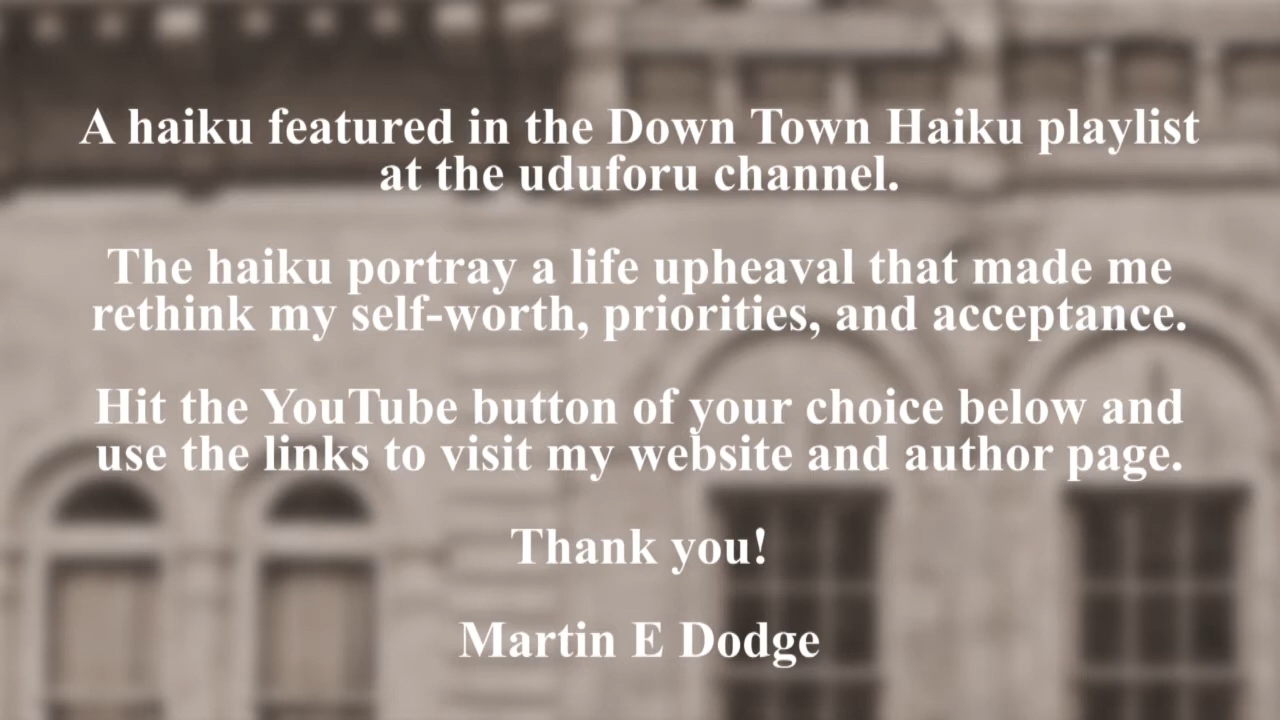 A haiku featured in the Down Town Haiku playlist
at the uduforu channel.
The haiku portray a life upheaval that made me
rethink my self-worth, priorities, and acceptance.
Hit the YouTube button of your choice below and
use the links to visit my website and author page.
Thank you!
Martin E Dodge